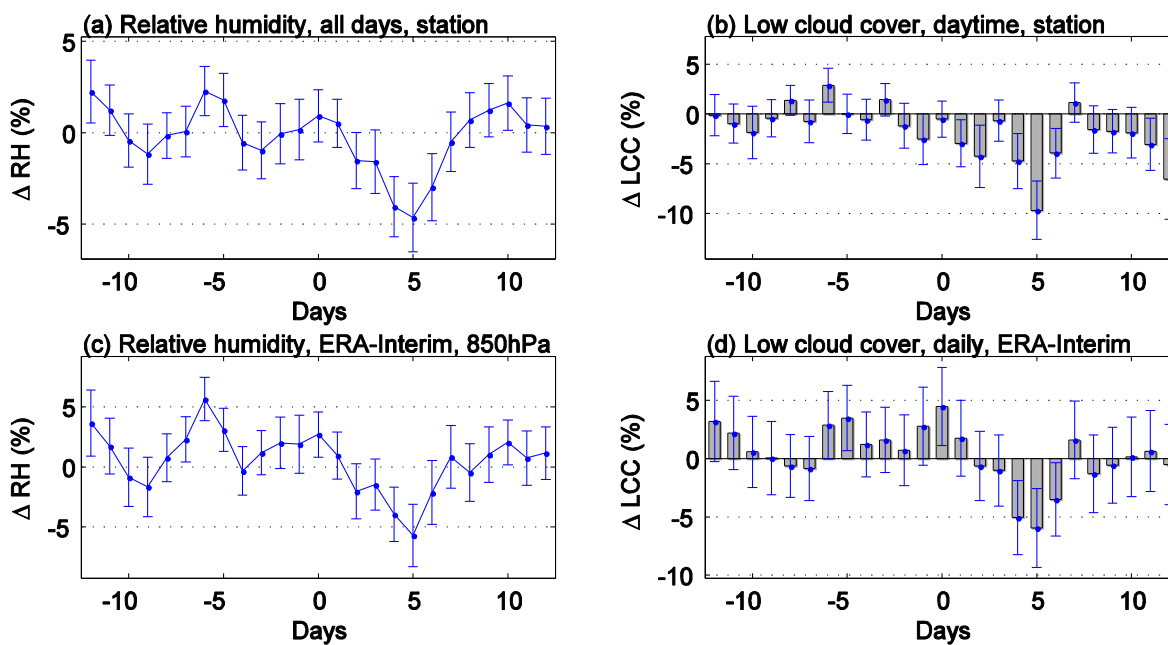 (a) Relative humidity, all days, station
5
0
-5
Δ RH (%)
-10 -5 0 5 10
Days
(b) Low cloud cover, daytime, station
5
0
-5
-10
Δ LCC (%)
-10 -5 0 5 10
Days
(c) Relative humidity, ERA-Interim, 850hPa
5
0
-5
Δ RH (%)
-10 -5 0 5 10
Days
(d) Low cloud cover, daily, ERA-Interim
5
0
-5
-10
Δ LCC (%)
-10 -5 0 5 10
Days